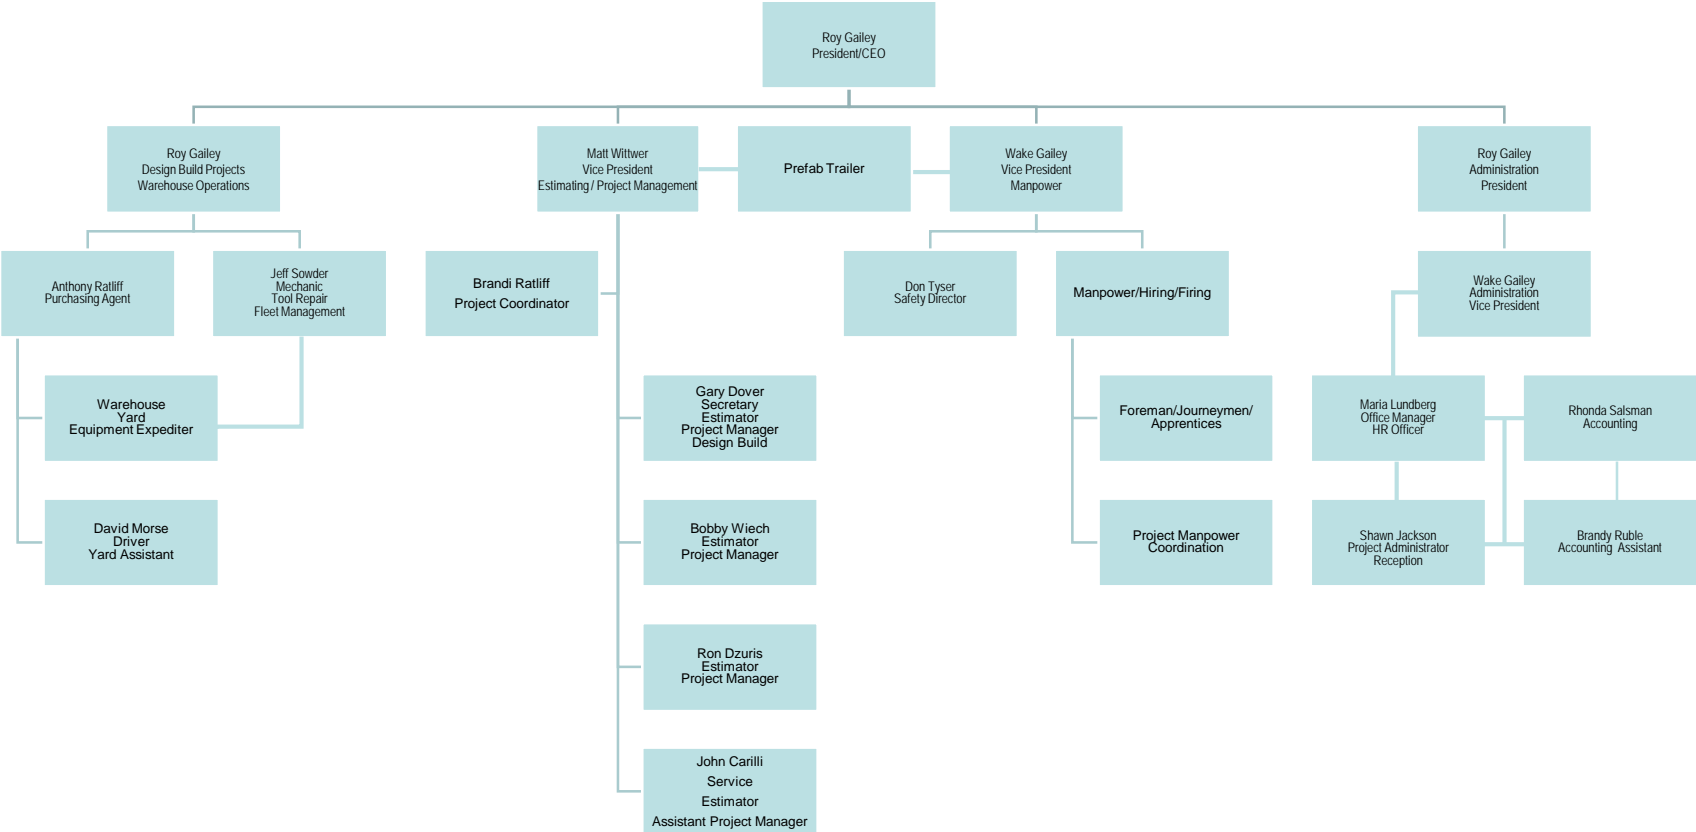 Roy Gailey
President/CEO
Roy Gailey
Design Build Projects
Warehouse Operations
Matt Wittwer
Vice President
Estimating / Project Management
Prefab Trailer
Wake Gailey
Vice President
Manpower
Roy Gailey
Administration
President
Anthony Ratliff
Purchasing Agent
Jeff Sowder
Mechanic
Tool Repair
Fleet Management
Brandi Ratliff
Project Coordinator
Don Tyser
Safety Director
Manpower/Hiring/Firing
Wake Gailey
Administration
Vice President
Warehouse
Yard
Equipment Expediter
Gary Dover
Secretary
Estimator
Project Manager
Design Build
Foreman/Journeymen/
Apprentices
Maria Lundberg
Office Manager
HR Officer
Rhonda Salsman
Accounting
David Morse
Driver
Yard Assistant
Bobby Wiech
Estimator
Project Manager
Project Manpower
Coordination
Shawn Jackson
Project Administrator
Reception
Brandy Ruble
Accounting Assistant
Ron Dzuris
Estimator
Project Manager
John Carilli
Service
Estimator
Assistant Project Manager